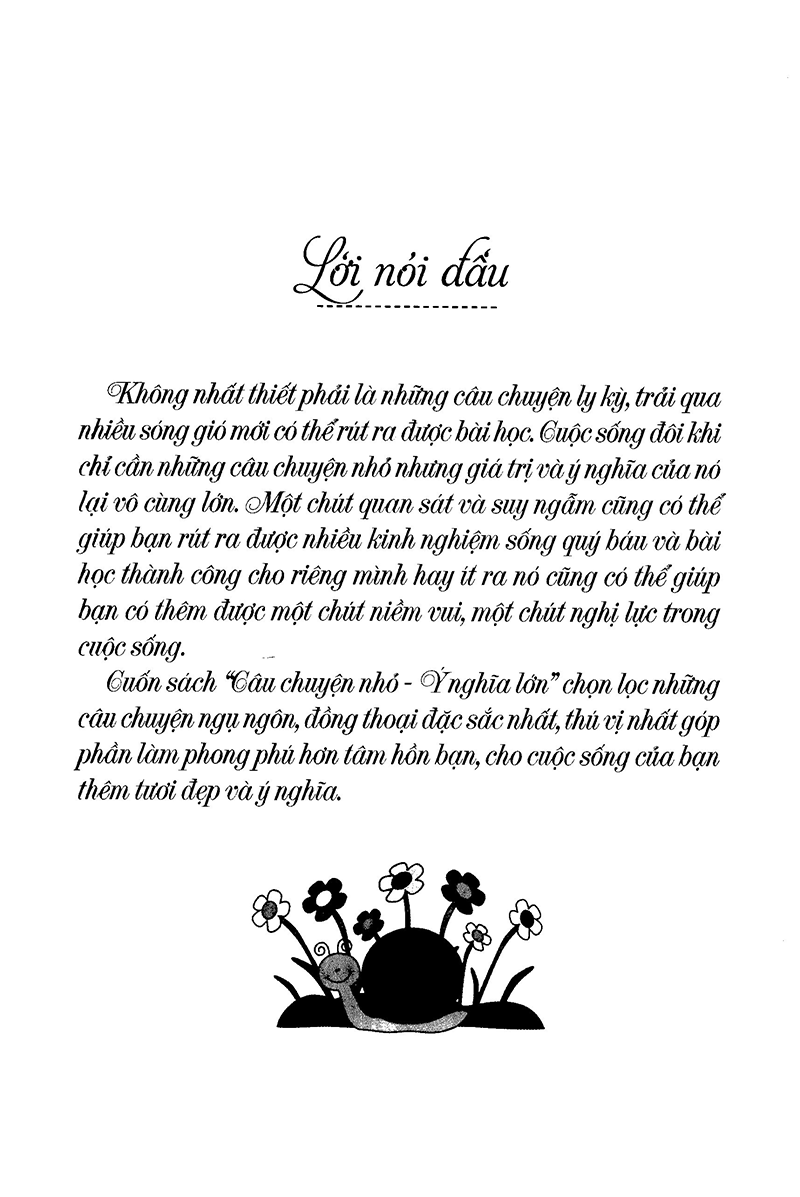 Lời nói đầu
Không nhất thiết phải là những câu chuyện ly kỳ, trải qua
nhiều sóng gió mới có thể rút ra được bài học. Cuộc sống đôi khi
chỉ cần những câu chuyện nhỏ nhưng giá trị và ý nghĩa của nó
lại vô cùng lớn. Một chút quan sát và suy ngẫm cũng có thể
giúp bạn rút ra được nhiều kinh nghiệm sống quý báu và bài
học thành công cho riêng mình hay ít ra nó cũng có thể giúp
bạn có thêm được một chút niềm vui, một chút nghị lực trong
cuộc sống.
Cuốn sách “Câu chuyện nhỏ - Ý nghĩa lớn” chọn lọc những
câu chuyện ngụ ngôn, đồng thoại đặc sắc nhất, thú vị nhất góp
phần làm phong phú hơn tâm hồn bạn, cho cuộc sống của bạn
thêm tươi đẹp và ý nghĩa.